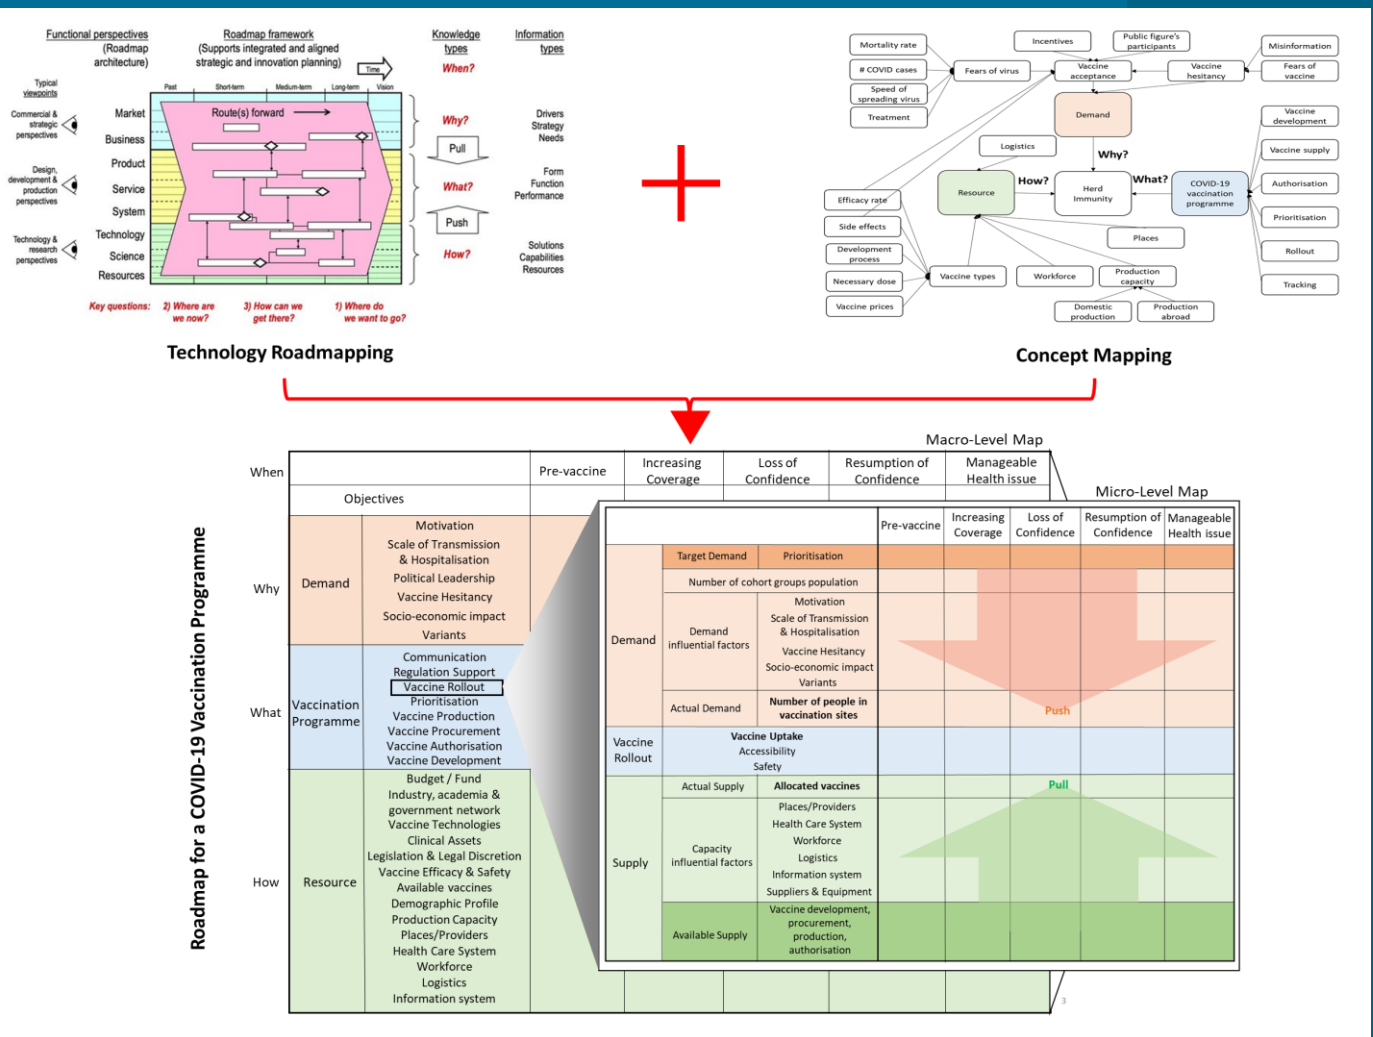 Functional perspectives
(Roadmap
architecture)
Roadmap framework
(Supports integrated and aligned
strategic and innovation planning)
Time
Knowledge
types
When?
Information
types
Typical
viewpoints
Past
Short-term
Medium-term
Long-term
Vision
Commercial &
strategic
perspectives
Design,
development &
production
perspectives
Technology &
research
perspectives
Market
Business
Product
Service
System
Technology
Science
Resources
Route(s) forward
Why?
Pull
What?
Push
How?
Drivers
Strategy
Needs
Form
Function
Performance
Solutions
Capabilities
Resources
Key questions:
2) Where are
we now?
3) How can we
get there?
1) Where do
we want to go?
Technology Roadmapping
Mortality rate
# COVID cases
Speed of
spreading virus
Treatment
Fears of virus
Incentives
Public figure's
participants
Vaccine
acceptance
Vaccine
hesitancy
Misinformation
Fears of
vaccine
Demand
Logistics
Why?
Resource
How?
Herd
Immunity
What?
COVID-19
vaccination
programme
Vaccine
development
Vaccine supply
Authorisation
Prioritisation
Rollout
Tracking
Efficacy rate
Side effects
Development
process
Necessary dose
Vaccine prices
Vaccine types
Workforce
Places
Production
capacity
Domestic
production
Production
abroad
Concept Mapping
Macro-Level Map
Roadmap for a COVID-19 Vaccination Programme
When
Pre-vaccine
Increasing
Coverage
Loss of
Confidence
Resumption of
Confidence
Manageable
Health issue
Objectives
Why
Demand
Motivation
Scale of Transmission
& Hospitalisation
Political Leadership
Vaccine Hesitancy
Socio-economic impact
Variants
What
Vaccination
Programme
Communication
Regulation Support
Vaccine Rollout
Prioritisation
Vaccine Production
Vaccine Procurement
Vaccine Authorisation
Vaccine Development
How
Resource
Budget / Fund
Industry, academia &
government network
Vaccine Technologies
Clinical Assets
Legislation & Legal Discretion
Vaccine Efficacy & Safety
Available vaccines
Demographic Profile
Production Capacity
Places/Providers
Health Care System
Workforce
Logistics
Information system
Micro-Level Map
Pre-vaccine
Increasing
Coverage
Loss of
Confidence
Resumption of
Confidence
Manageable
Health issue
Demand
Target Demand
Prioritisation
Number of cohort groups population
Demand
influential factors
Motivation
Scale of Transmission
& Hospitalisation
Vaccine Hesitancy
Socio-economic impact
Variants
Actual Demand
Number of people in
vaccination sites
Push
Vaccine
Rollout
Vaccine Uptake
Accessibility
Safety
Supply
Actual Supply
Allocated vaccines
Pull
Capacity
influential factors
Places/Providers
Health Care System
Workforce
Logistics
Information system
Suppliers & Equipment
Available Supply
Vaccine development,
procurement,
production,
authorisation
3